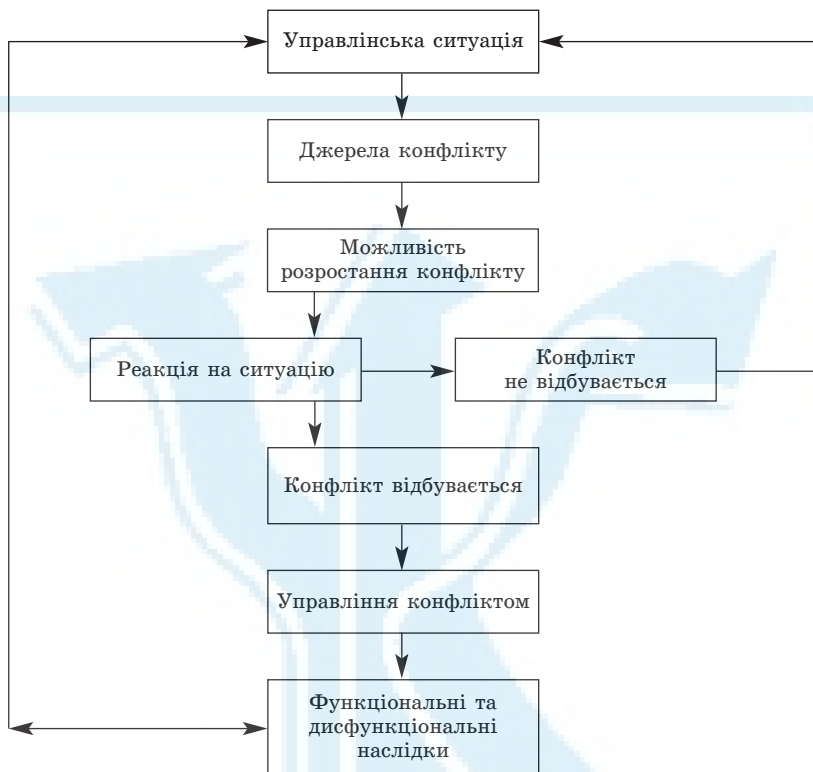 Управлінська ситуація
Джерела конфлікту
Можливість
розростання конфлікту
Реакція на ситуацію
Конфлікт
не відбувається
Конфлікт відбувається
Управління конфліктом
Функціональні та
дисфункціональні
наслідки